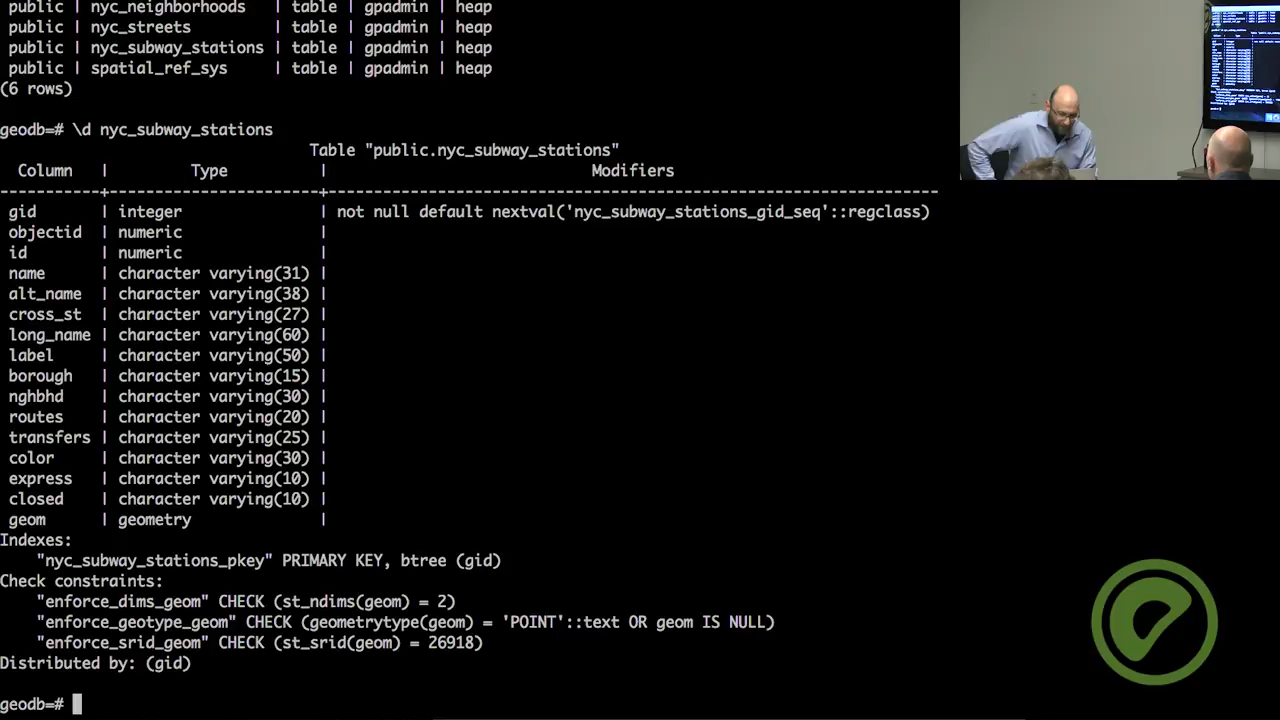 public | nyc_neighborhoods    | table | gpadmin | heap
public | nyc_streets          | table | gpadmin | heap
public | nyc_subway_stations | table | gpadmin | heap
public | spatial_ref_sys      | table | gpadmin | heap
(6 rows)
geodb=# \d nyc_subway_stations
Table "public.nyc_subway_stations"
Column | Type | Modifiers
-----------+-----------------------+--------------------------------------------------------------------
gid | integer | not null default nextval('nyc_subway_stations_gid_seq'::regclass)
objectid | numeric |
id | numeric |
name | character varying(31) |
alt_name | character varying(38) |
cross_st | character varying(27) |
long_name | character varying(60) |
label | character varying(50) |
borough | character varying(15) |
nghbhd | character varying(30) |
routes | character varying(20) |
transfers | character varying(25) |
color | character varying(30) |
express | character varying(10) |
closed | character varying(10) |
geom | geometry |
Indexes:
"nyc_subway_stations_pkey" PRIMARY KEY, btree (gid)
Check constraints:
"enforce_dims_geom" CHECK (st_ndims(geom) = 2)
"enforce_geotype_geom" CHECK (geometrytype(geom) = 'POINT'::text OR geom IS NULL)
"enforce_srid_geom" CHECK (st_srid(geom) = 26918)
Distributed by: (gid)
geodb=#